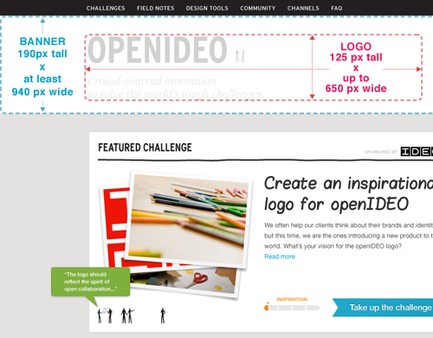 CHALLENGES FIELD NOTES DESIGN TOOLS COMMUNITY CHANNELS FAQ
BANNER
190px tall
x
at least
940 px wide
OPENIDEO
Crowd-sourced innovation
to solve the world's tough challenges.
LOGO
125 px tall
x
up to
650 px wide
FEATURED CHALLENGE
SPONSORED BY IDE
Create an inspirationa
logo for openIDEO
We often help our clients think about their brands and identit
but this time, we are the ones introducing a new product to t
world. What's your vision for the openIDEO logo?
Read more
"The logo should
reflect the spirit of
open collaboration..."
INSPIRATION
Take up the challenge